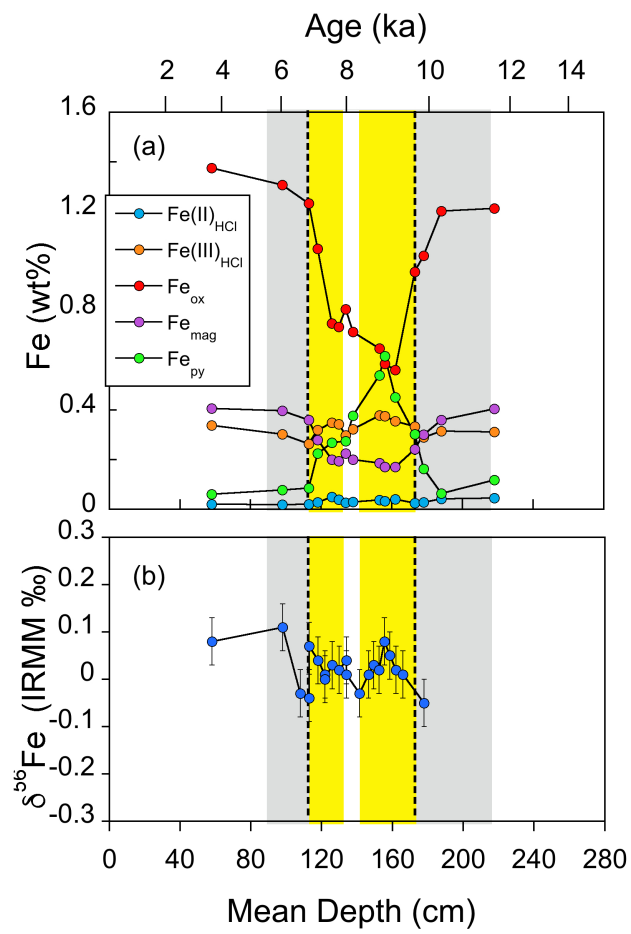 Age (ka)
2 4 6 8 10 12 14
1.6
(a)
1.2
Fe(II)HCl
Fe(III)HCl
Feox
Femag
Fepy
Fe (wt%)
0.8
0.4
0
0.3
(b)
0.2
0.1
0
-0.1
-0.2
-0.3
δ56Fe (IRMM ‰)
0 40 80 120 160 200 240 280
Mean Depth (cm)